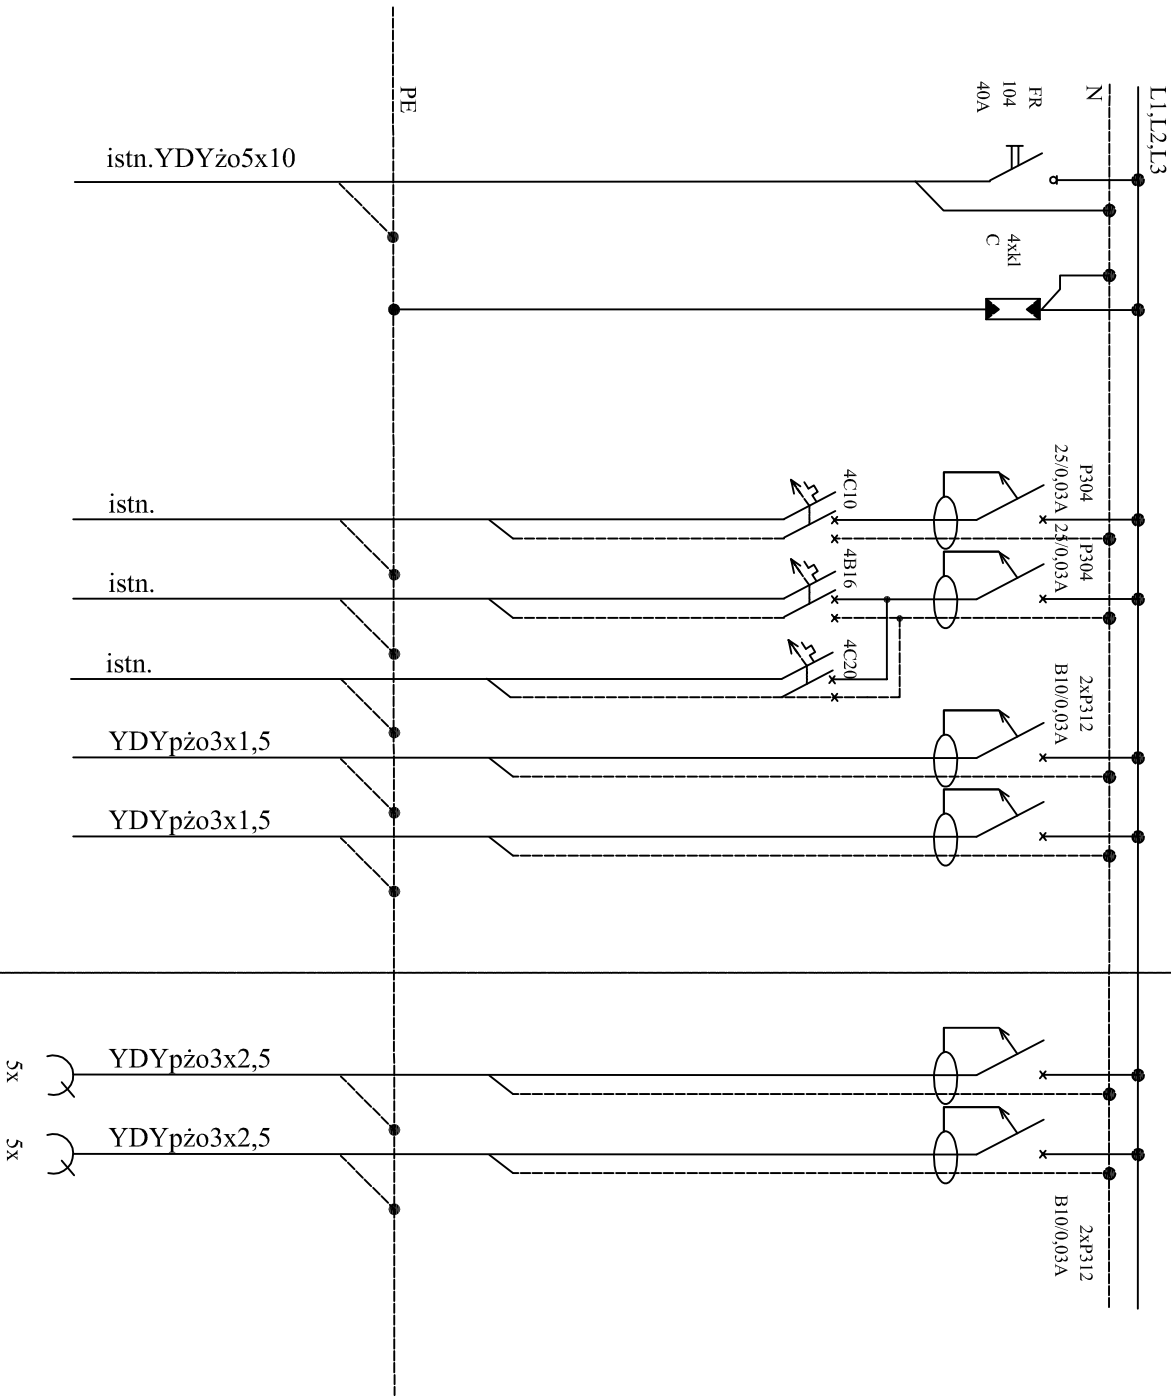 L1,L2,L3
N
PE
FR
104
40A
istn.YDYżo5x10
4xkl
C
P304
25/0,03A
4C10
istn.
P304
25/0,03A
4B16
istn.
4C20
istn.
2xP312
B10/0,03A
YDYpżo3x1,5
YDYpżo3x1,5
YDYpżo3x2,5
5x
YDYpżo3x2,5
5x
2xP312
B10/0,03A